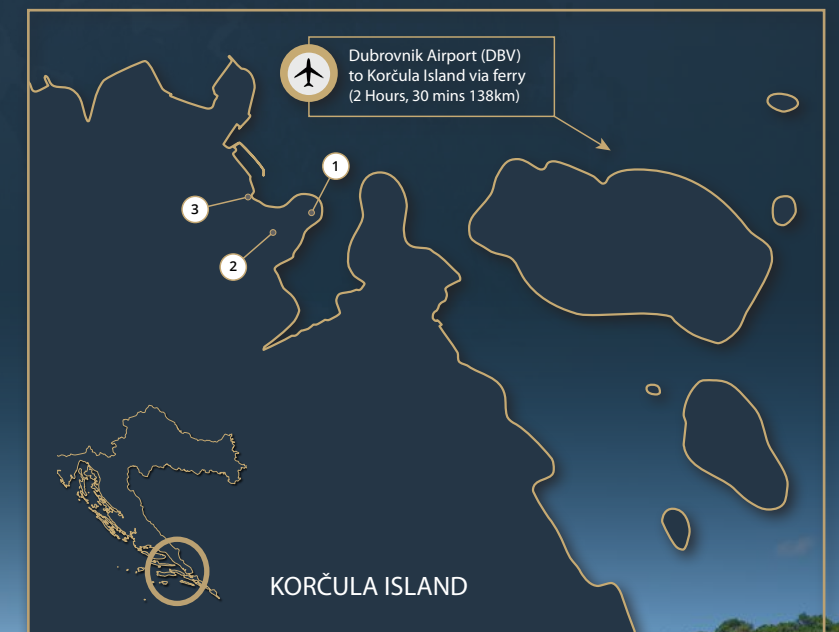 Dubrovnik Airport (DBV)
to Korčula Island via ferry
(2 Hours, 30 mins 138km)
1
3
2
KORČULA ISLAND